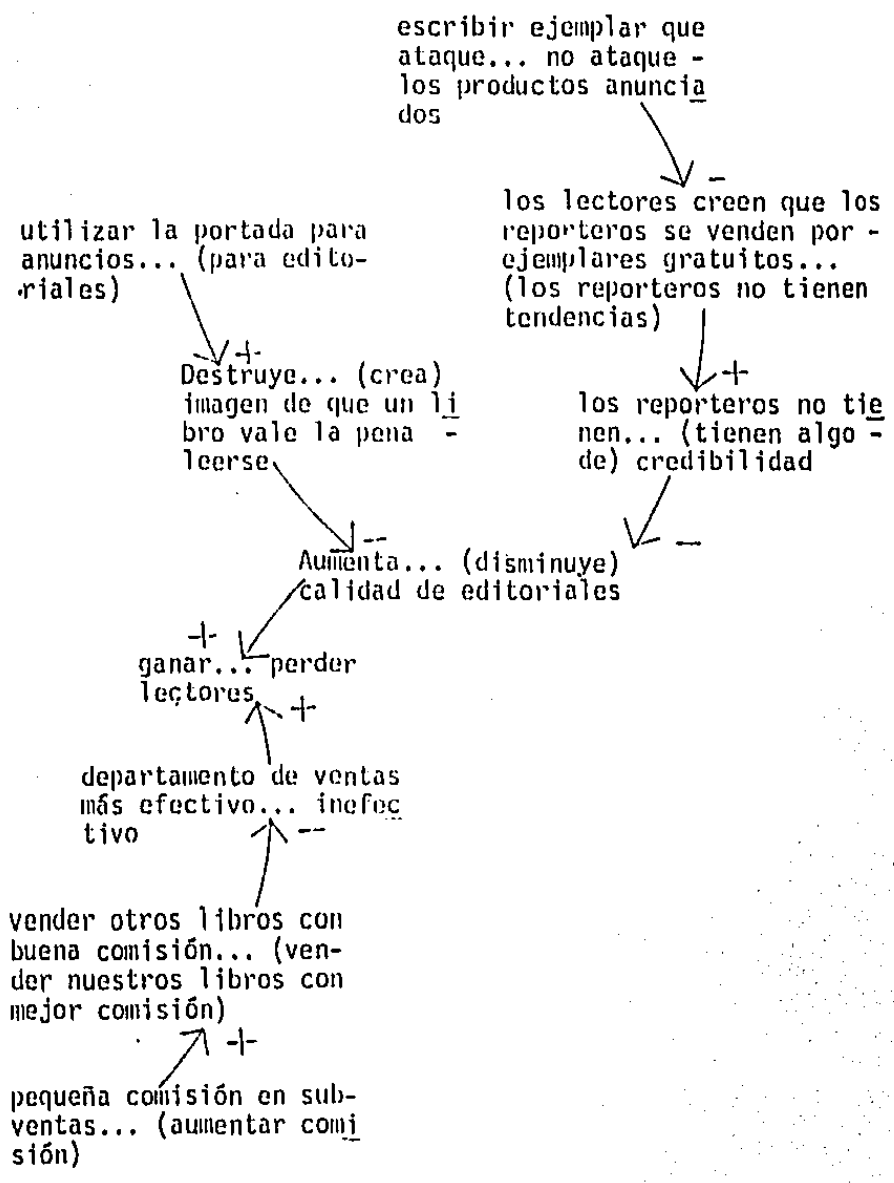 escribir ejemplar que
ataque... no ataque -
los productos anuncia
dos
-
los lectores creen que los
reporteros se venden por -
ejemplares gratuitos...
(los reporteros no tienen
tendencias)
utilizar la portada para
anuncios... (para edito-
riales)
+
Destruye... (crea)
imagen de que un li
bro vale la pena -
leerse
+
los reporteros no tie
nen... (tienen algo -
de) credibilidad
--
-
Aumenta... (disminuye)
calidad de editoriales
+
ganar... perder
lectores
+
departamento de ventas
más efectivo... inefec
tivo
--
vender otros libros con
buena comisión... (ven-
der nuestros libros con
mejor comisión)
+
pequeña comisión en sub-
ventas... (aumentar comi
sión)